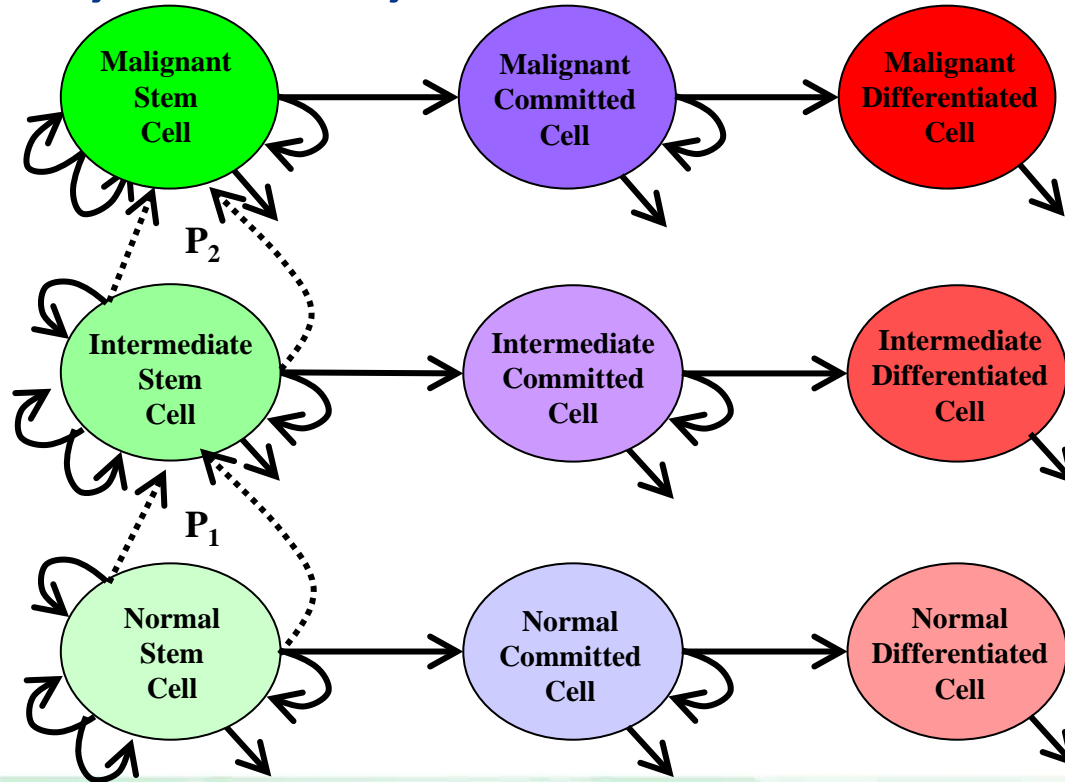 Malignant
Stem
Cell
Malignant
Committed
Cell
Malignant
Differentiated
Cell
P₂
Intermediate
Stem
Cell
Intermediate
Committed
Cell
Intermediate
Differentiated
Cell
P₁
Normal
Stem
Cell
Normal
Committed
Cell
Normal
Differentiated
Cell